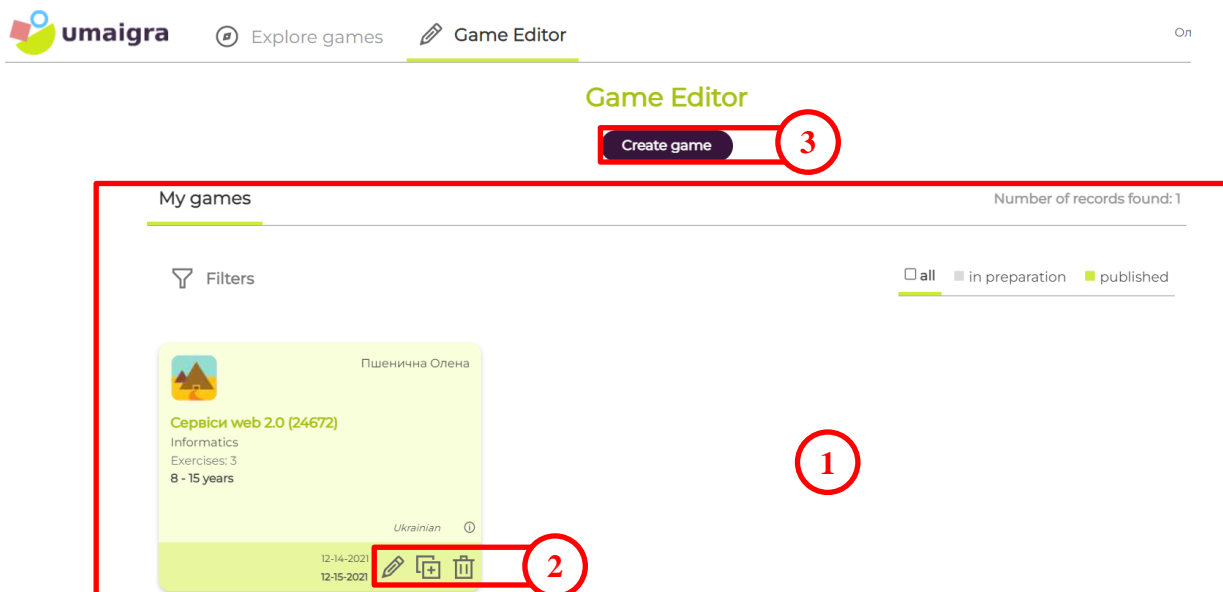 umaigra Explore games Game Editor Ол
Game Editor
Create game 3
My games Number of records found: 1
Filters all in preparation published
Пшенична Олена
Сервіси web 2.0 (24672)
Informatics
Exercises: 3
8 - 15 years
1
Ukrainian
12-14-2021
12-15-2021
2